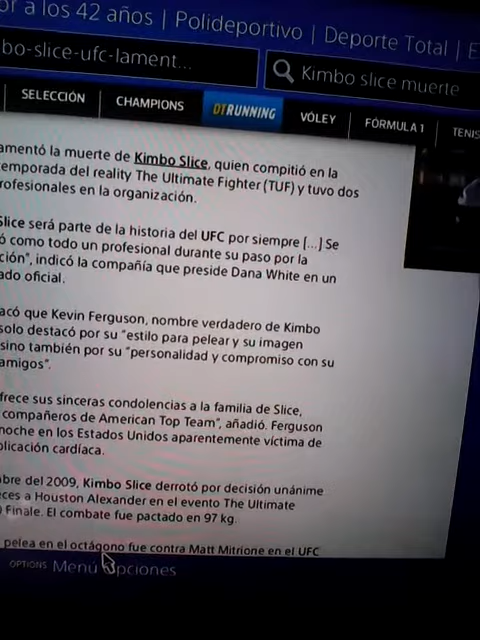 or a los 42 años | Polideportivo | Deporte Total | E
bo-slice-ufc-lament...
Kimbo slice muerte
SELECCIÓN
CHAMPIONS
DTRUNNING
VÓLEY
FÓRMULA 1
TENIS
amentó la muerte de Kimbo Slice, quien compitió en la
temporada del reality The Ultimate Fighter (TUF) y tuvo dos
rofesionales en la organización.
Slice será parte de la historia del UFC por siempre [...] Se
ó como todo un profesional durante su paso por la
ción", indicó la compañía que preside Dana White en un
ado oficial.
acó que Kevin Ferguson, nombre verdadero de Kimbo
solo destacó por su "estilo para pelear y su imagen
sino también por su "personalidad y compromiso con su
amigos".
frece sus sínceras condolencias a la familia de Slice,
compañeros de American Top Team", añadió. Ferguson
noche en los Estados Unidos aparentemente víctima de
plicación cardíaca.
bre del 2009, Kimbo Slice derrotó por decisión unánime
eces a Houston Alexander en el evento The Ultimate
Finale. El combate fue pactado en 97 kg.
pelea en el octágono fue contra Matt Mitrione en el UFC
OPTIONS Menú Opciones